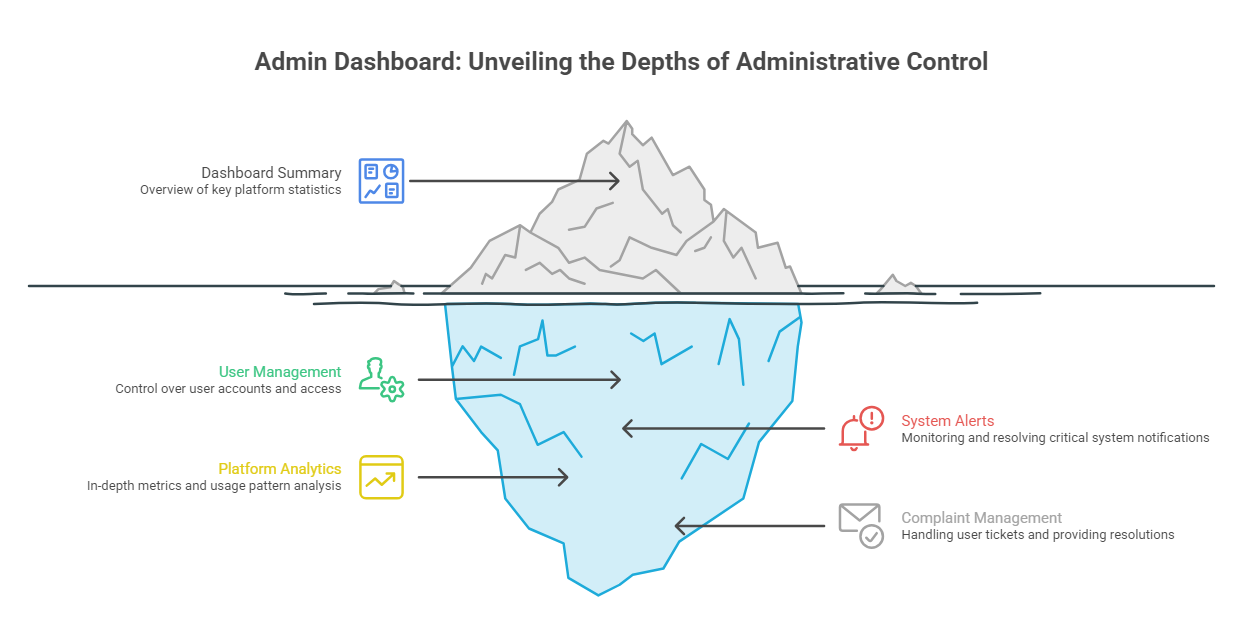 Admin Dashboard: Unveiling the Depths of Administrative Control
Dashboard Summary
Overview of key platform statistics
User Management
Control over user accounts and access
System Alerts
Monitoring and resolving critical system notifications
Platform Analytics
In-depth metrics and usage pattern analysis
Complaint Management
Handling user tickets and providing resolutions